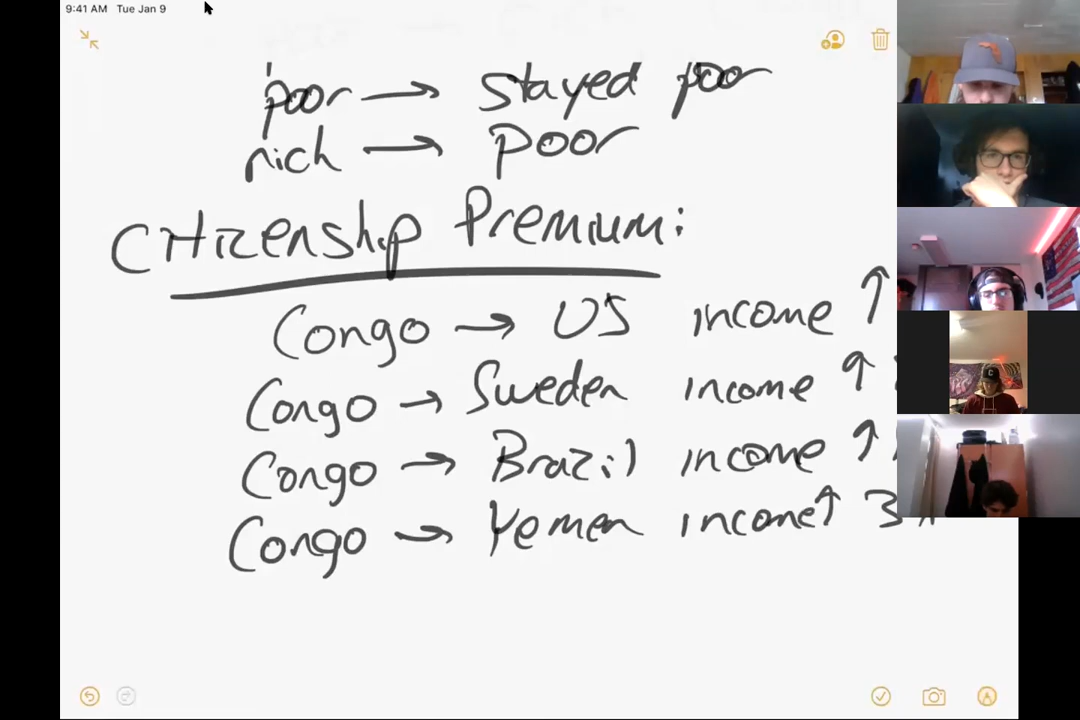 9:41 AM Tue Jan 9
poor → stayed poor
rich → poor
Citizenship Premium:
Congo → US income ↑
Congo → Sweden income ↑
Congo → Brazil income ↑
Congo → Yemen income ↑ 3